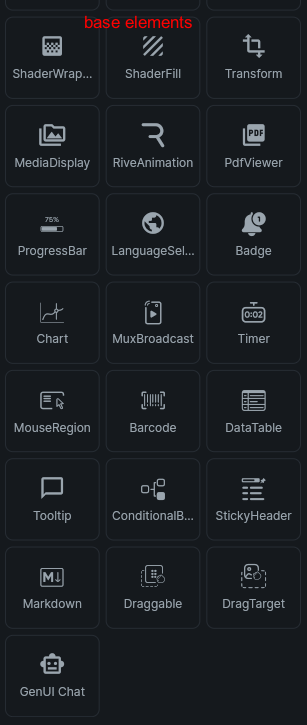 base elements
ShaderWrap...
ShaderFill
Transform
PDF
MediaDisplay
RiveAnimation
PdfViewer
75%
1
ProgressBar
LanguageSel...
Badge
0:02
Chart
MuxBroadcast
Timer
MouseRegion
Barcode
DataTable
Tooltip
ConditionalB...
StickyHeader
M
Markdown
Draggable
DragTarget
GenUI Chat